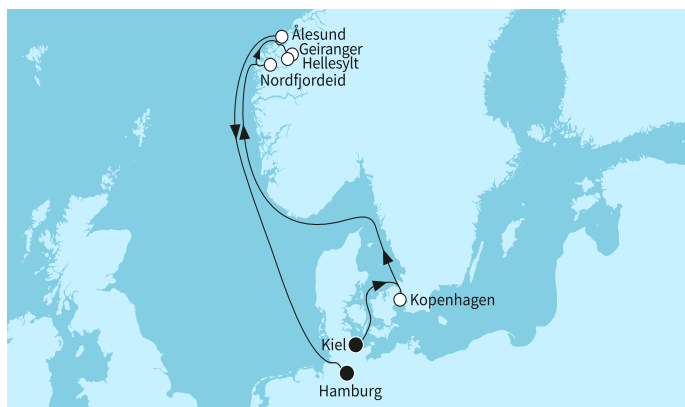 Ålesund
Geiranger
Hellesylt
Nordfjordeid
Kopenhagen
Kiel
Hamburg